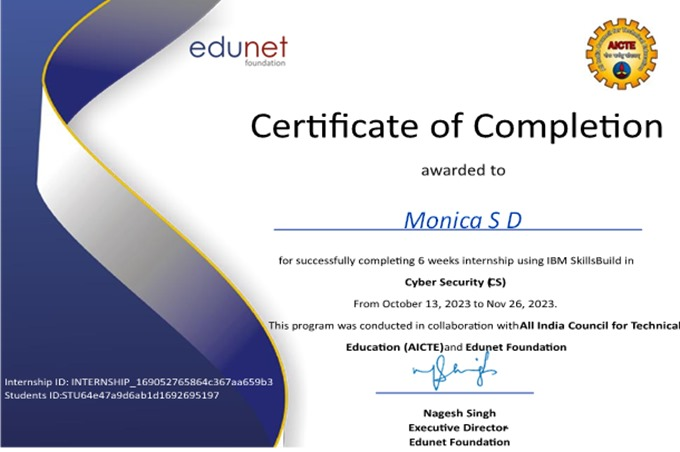 edunet
foundation
AICTE
Certificate of Completion
awarded to
Monica S D
for successfully completing 6 weeks internship using IBM SkillsBuild in
Cyber Security (CS)
From October 13, 2023 to Nov 26, 2023.
This program was conducted in collaboration with All India Council for Technical
Education (AICTE) and Edunet Foundation
Internship ID: INTERNSHIP_169052765864c367aa659b3
Students ID:STU64e47a9d6ab1d1692695197
Nagesh Singh
Executive Director
Edunet Foundation